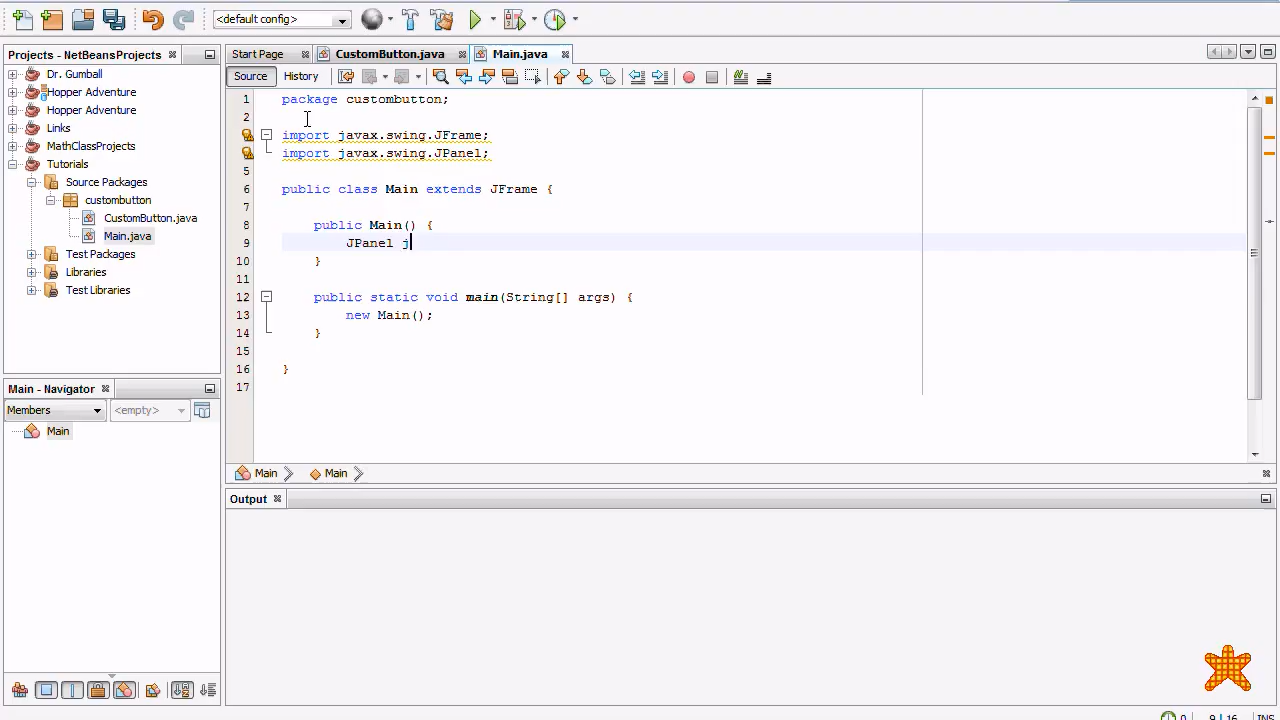 <default config>
Projects - NetBeansProjects
Dr. Gumball
Hopper Adventure
Hopper Adventure
Links
MathClassProjects
Tutorials
Source Packages
custombutton
CustomButton.java
Main.java
Test Packages
Libraries
Test Libraries
Main - Navigator
Members
<empty>
Main
Start Page
CustomButton.java
Main.java
Source
History
1 package custombutton;
2
3 import javax.swing.JFrame;
4 import javax.swing.JPanel;
5
6 public class Main extends JFrame {
7
8 public Main() {
9 JPanel j
10 }
11
12 public static void main(String[] args) {
13 new Main();
14 }
15
16 }
17
Main
Main
Output
0
9 | 16
INS